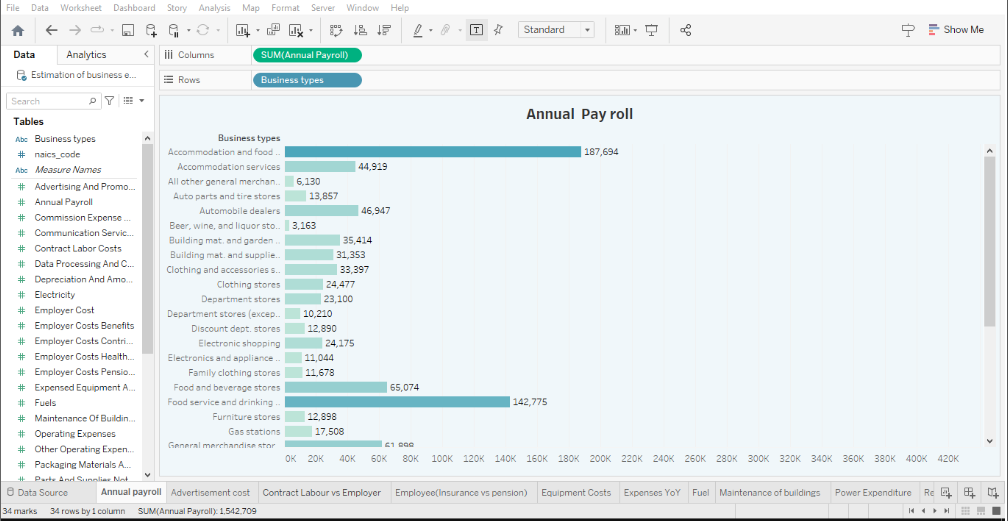 File Data Worksheet Dashboard Story Analysis Map Format Server Window Help
Standard
Show Me
Data Analytics
Columns SUM(Annual Payroll)
Estimation of business e...
Rows Business types
Search
Tables
Abc Business types
# naics_code
Abc Measure Names
# Advertising And Promo...
# Annual Payroll
# Commission Expense ...
# Communication Servic...
# Contract Labor Costs
# Data Processing And C...
# Depreciation And Amo...
# Electricity
# Employer Cost
# Employer Costs Benefits
# Employer Costs Contri...
# Employer Costs Health...
# Employer Costs Pensio...
# Expensed Equipment A...
# Fuels
# Maintenance Of Buildin...
# Operating Expenses
# Other Operating Expen...
# Packaging Materials A...
# Parts And Supplies Not
Annual Pay roll
Business types
Accommodation and food .. 187,694
Accommodation services 44,919
All other general merchan.. 6,130
Auto parts and tire stores 13,857
Automobile dealers 46,947
Beer, wine, and liquor sto.. 3,163
Building mat. and garden .. 35,414
Building mat. and supplie.. 31,353
Clothing and accessories s.. 33,397
Clothing stores 24,477
Department stores 23,100
Department stores (excep.. 10,210
Discount dept. stores 12,890
Electronic shopping 24,175
Electronics and appliance .. 11,044
Family clothing stores 11,678
Food and beverage stores 65,074
Food service and drinking .. 142,775
Furniture stores 12,898
Gas stations 17,508
General merchandise stor.. 61,898
0K 20K 40K 60K 80K 100K 120K 140K 160K 180K 200K 220K 240K 260K 280K 300K 320K 340K 360K 380K 400K 420K
Data Source Annual payroll Advertisement cost Contract Labour vs Employer Employee(Insurance vs pension) Equipment Costs Expenses YoY Fuel Maintenance of buildings Power Expenditure Re
34 marks 34 rows by 1 column SUM(Annual Payroll): 1,542,709